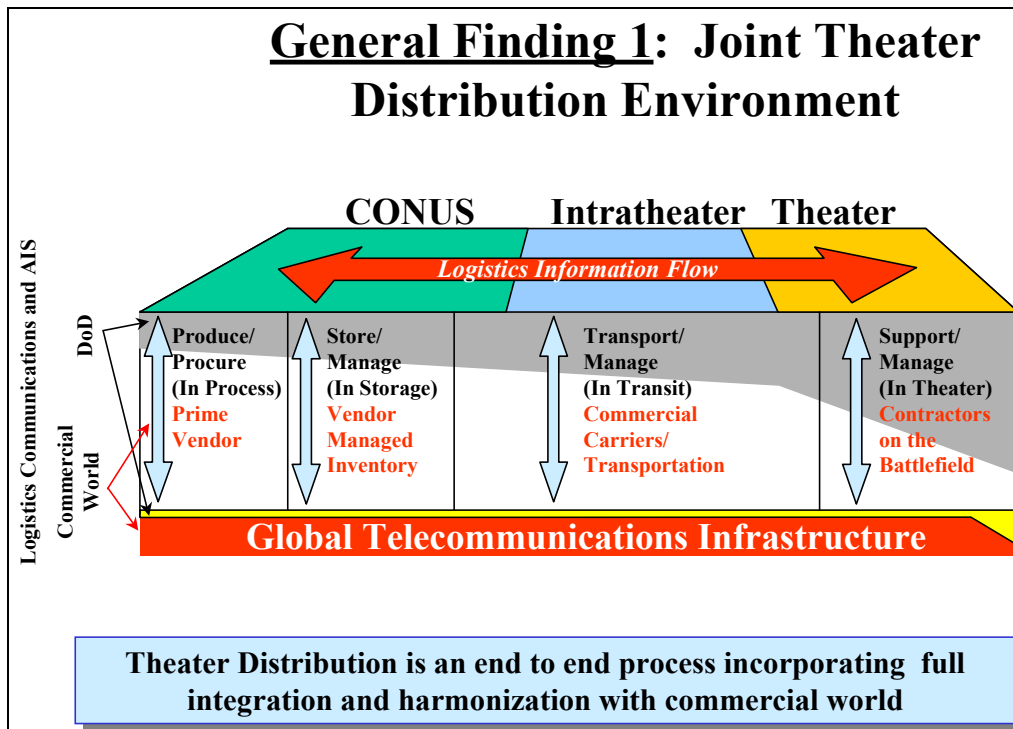 General Finding 1:  Joint Theater
Distribution Environment
CONUS
Intratheater
Theater
Logistics Information Flow
Logistics Communications and AIS
DoD
Commercial
World
Produce/
Procure
(In Process)
Prime
Vendor
Store/
Manage
(In Storage)
Vendor
Managed
Inventory
Transport/
Manage
(In Transit)
Commercial
Carriers/
Transportation
Support/
Manage
(In Theater)
Contractors
on the
Battlefield
Global Telecommunications Infrastructure
Theater Distribution is an end to end process incorporating  full
integration and harmonization with commercial world